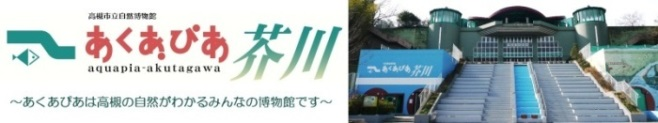 高槻市立自然博物館
あくあぴあ芥川
aquapia-akutagawa
～あくあぴあは高槻の自然がわかるみんなの博物館です～
あくあぴあ芥川